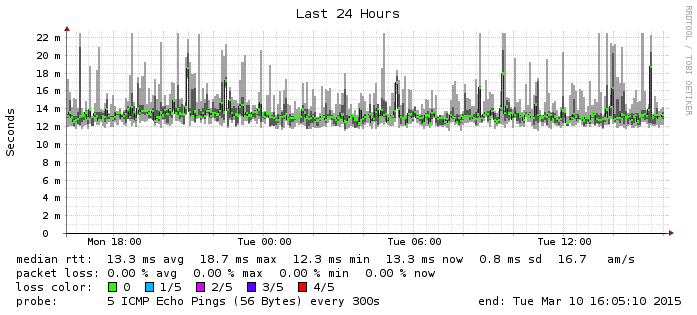 Last 24 Hours
RRDTOOL / TOBI OETIKER
Seconds
22 m
20 m
18 m
16 m
14 m
12 m
10 m
8 m
6 m
4 m
2 m
0
Mon 18:00 Tue 00:00 Tue 06:00 Tue 12:00
median rtt: 13.3 ms avg 18.7 ms max 12.3 ms min 13.3 ms now 0.8 ms sd 16.7 am/s
packet loss: 0.00 % avg 0.00 % max 0.00 % min 0.00 % now
loss color: 0 1/5 2/5 3/5 4/5
probe: 5 ICMP Echo Pings (56 Bytes) every 300s end: Tue Mar 10 16:05:10 2015